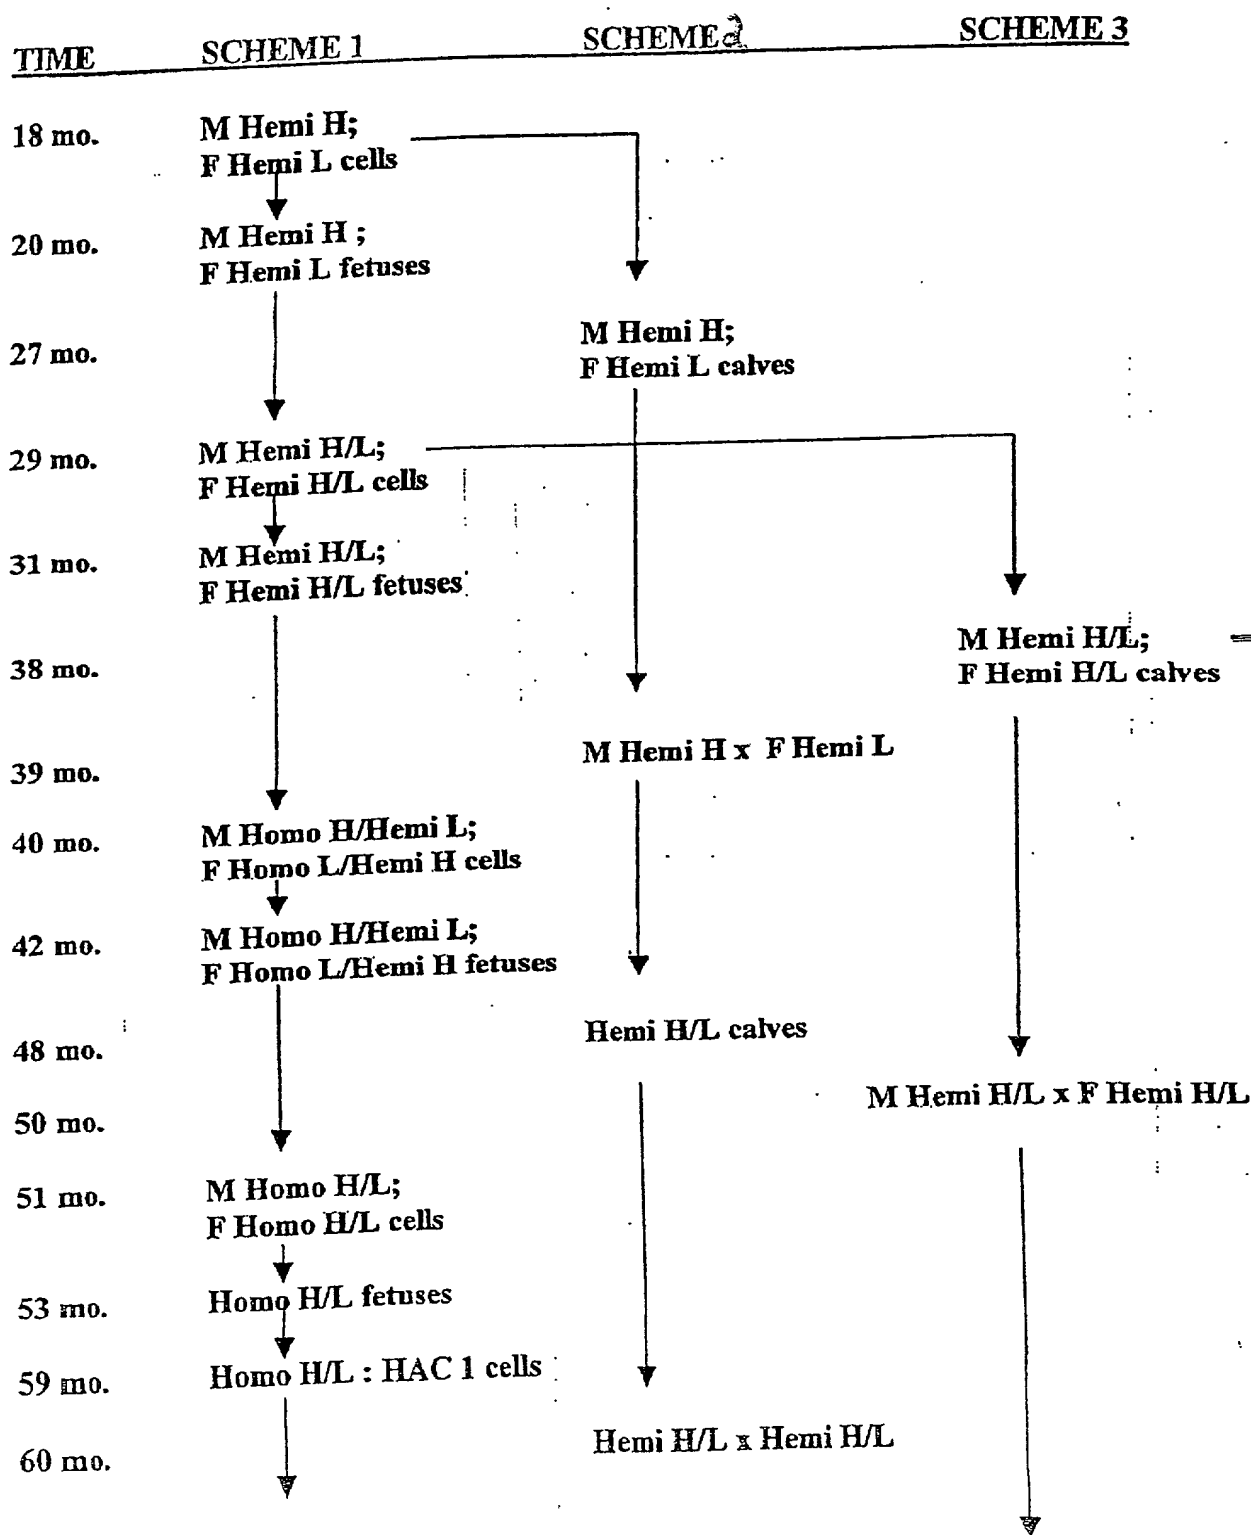 TIME SCHEME 1 SCHEME 2 SCHEME 3
18 mo. M Hemi H;
F Hemi L cells
20 mo. M Hemi H ;
F Hemi L fetuses
27 mo. M Hemi H;
F Hemi L calves
29 mo. M Hemi H/L;
F Hemi H/L cells
31 mo. M Hemi H/L;
F Hemi H/L fetuses
38 mo. M Hemi H/L;
F Hemi H/L calves
39 mo. M Hemi H x F Hemi L
40 mo. M Homo H/Hemi L;
F Homo L/Hemi H cells
42 mo. M Homo H/Hemi L;
F Homo L/Hemi H fetuses
48 mo. Hemi H/L calves
50 mo. M Hemi H/L x F Hemi H/L
51 mo. M Homo H/L;
F Homo H/L cells
53 mo. Homo H/L fetuses
59 mo. Homo H/L : HAC 1 cells
60 mo. Hemi H/L x Hemi H/L